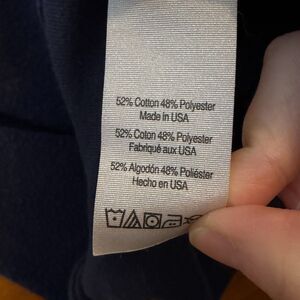 52% Cotton 48% Polyester
Made in USA
52% Coton 48% Polyester
Fabriqué aux USA
52% Algodón 48% Poliéster
Hecho en USA